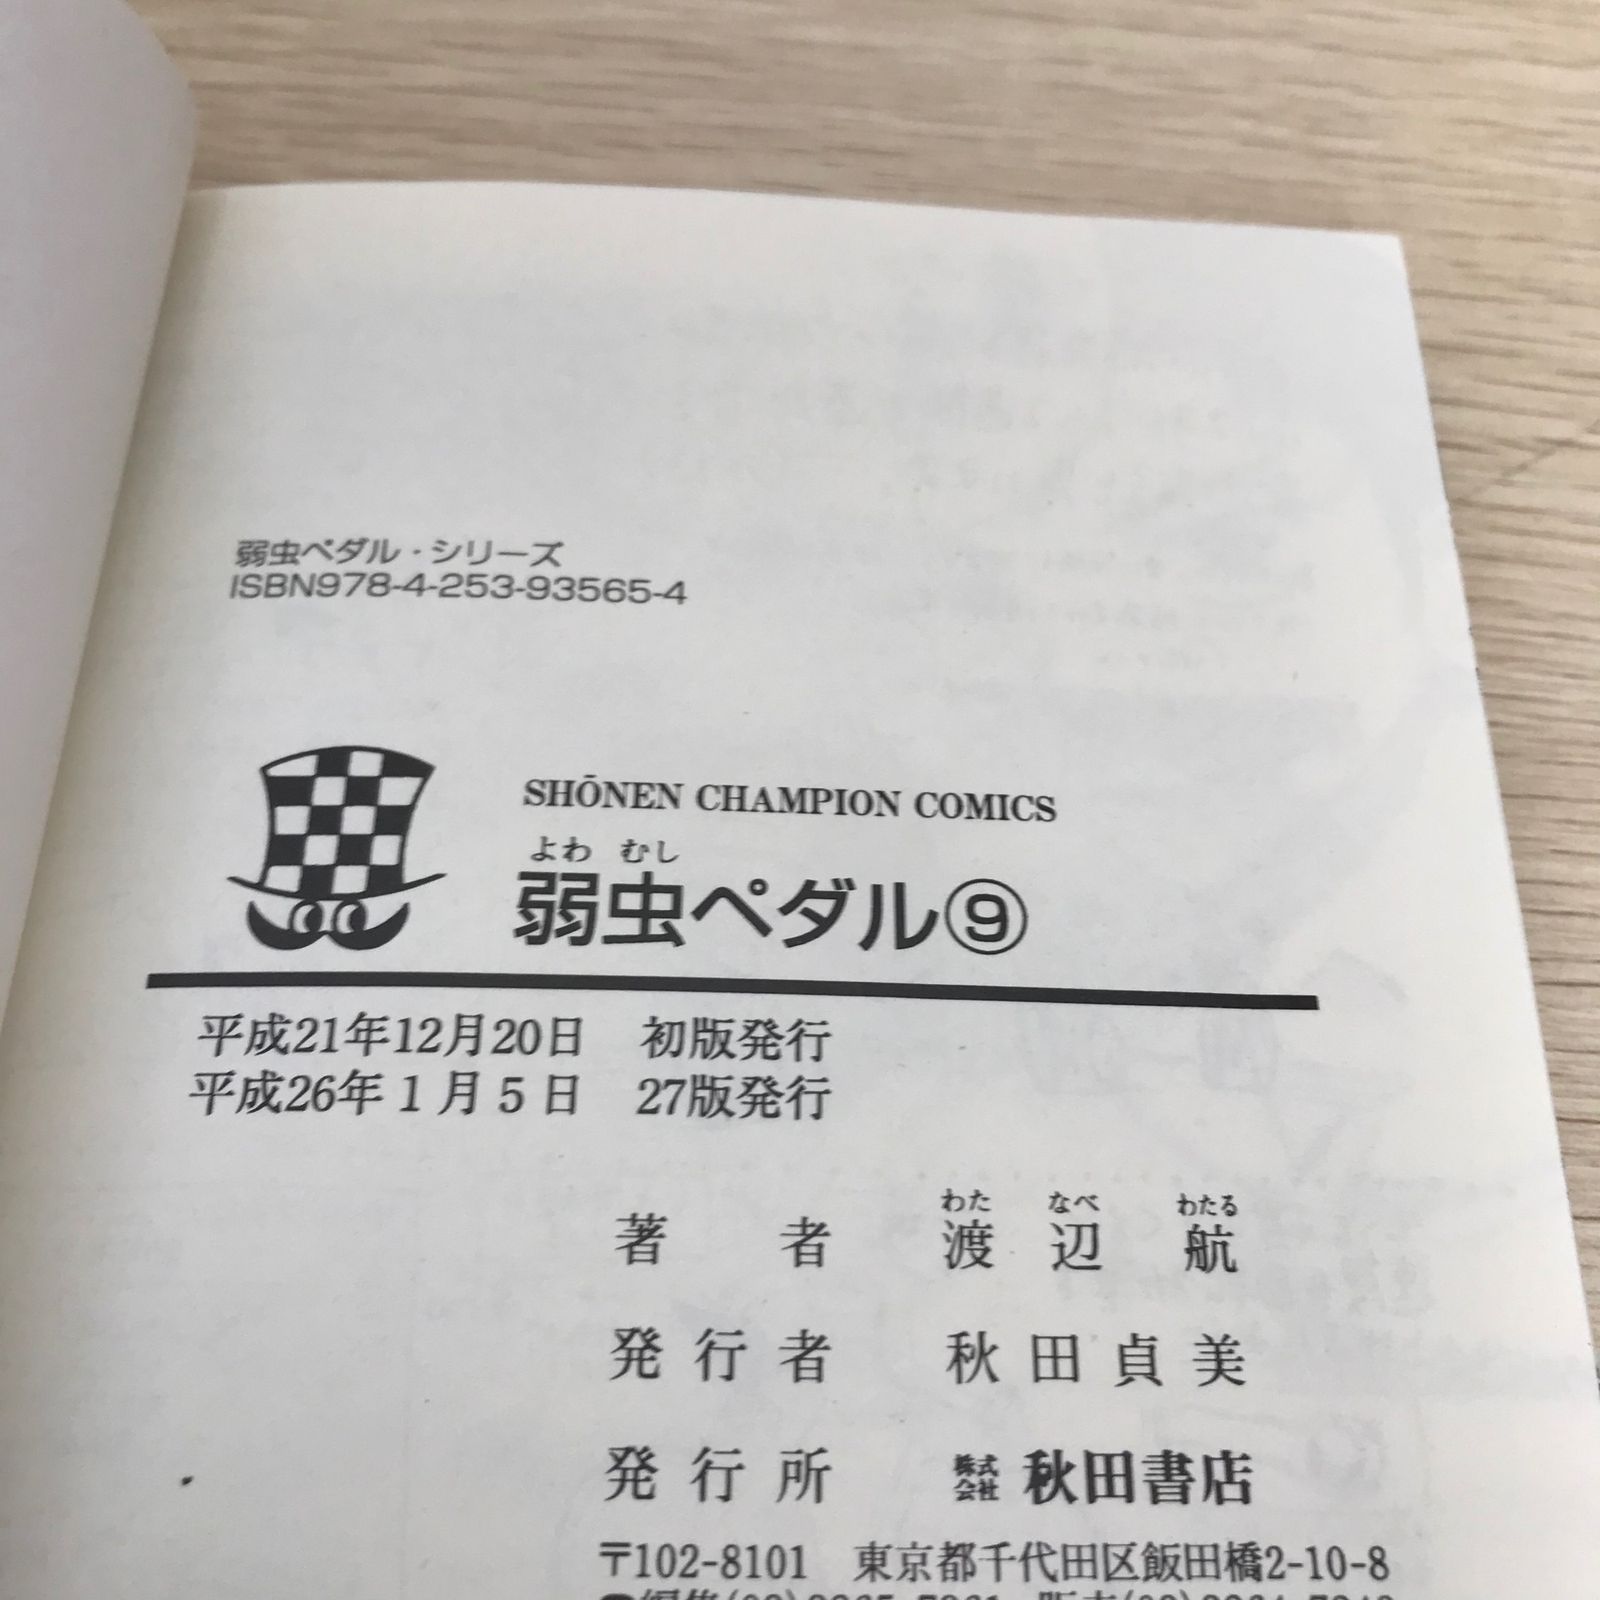 弱虫ペダル・シリーズ
ISBN978-4-253-93565-4
SHŌNEN CHAMPION COMICS
よわ むし
弱虫ペダル⑨
平成21年12月20日 初版発行
平成26年1月5日 27版発行
わた なべ わたる
著者 渡辺航
発行者 秋田貞美
発行所 株式会社 秋田書店
〒102-8101 東京都千代田区飯田橋2-10-8